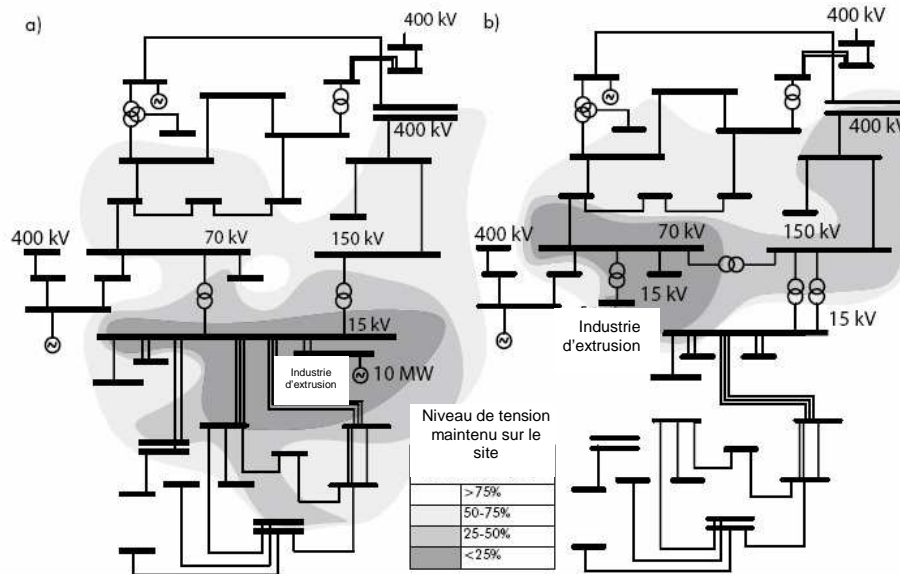 a)
400 kV
400 kV
400 kV
70 kV
150 kV
15 kV
Industrie
d'extrusion
10 MW
b)
400 kV
400 kV
400 kV
70 kV
150 kV
15 kV
15 kV
Industrie
d'extrusion
Niveau de tension
maintenu sur le
site
>75%
50-75%
25-50%
<25%